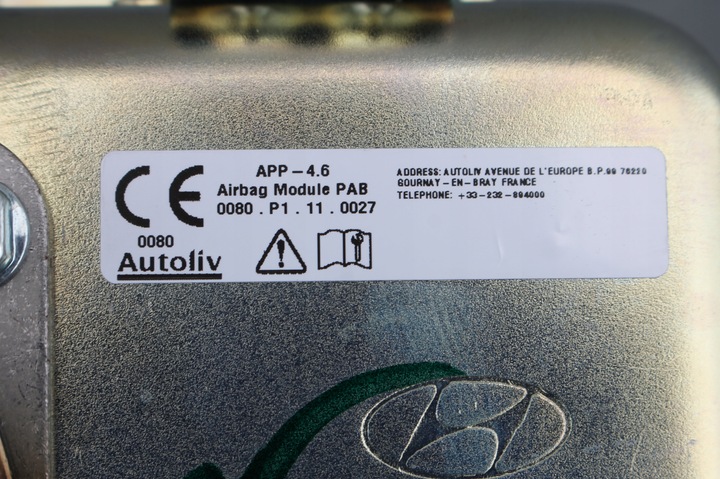 CE
0080
Autoliv
APP-4.6
Airbag Module PAB
0080 . P1 . 11 . 0027
ADDRESS: AUTOLIV AVENUE DE L'EUROPE B.P.99 76220
GOURNAY-EN-BRAY FRANCE
TELEPHONE: +33-232-894000